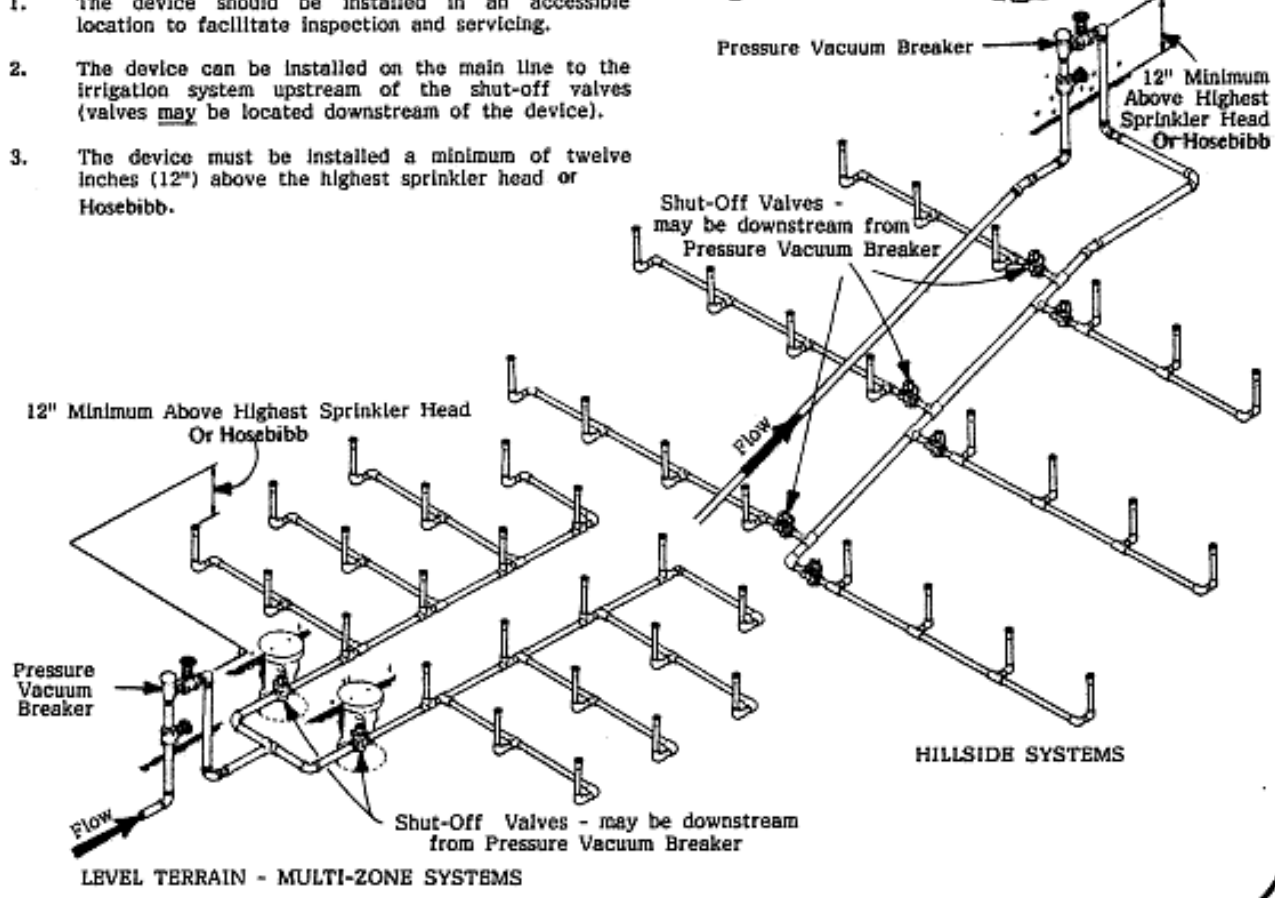 1. The device should be installed in an accessible
location to facilitate inspection and servicing.
2. The device can be installed on the main line to the
irrigation system upstream of the shut-off valves
(valves may be located downstream of the device).
3. The device must be installed a minimum of twelve
inches (12") above the highest sprinkler head or
Hosebibb.
Pressure Vacuum Breaker
12" Minimum
Above Highest
Sprinkler Head
Or Hosebibb
Shut-Off Valves -
may be downstream from
Pressure Vacuum Breaker
Flow
12" Minimum Above Highest Sprinkler Head
Or Hosebibb
Pressure
Vacuum
Breaker
Flow
Shut-Off Valves - may be downstream
from Pressure Vacuum Breaker
HILLSIDE SYSTEMS
LEVEL TERRAIN - MULTI-ZONE SYSTEMS